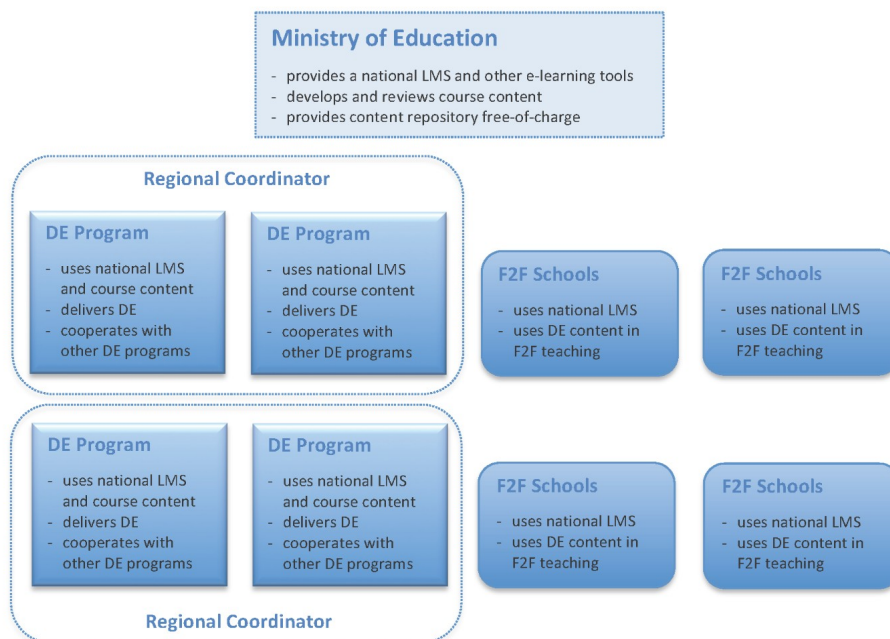 Ministry of Education
- provides a national LMS and other e-learning tools
- develops and reviews course content
- provides content repository free-of-charge
Regional Coordinator
DE Program
- uses national LMS
and course content
- delivers DE
- cooperates with
other DE programs
DE Program
- uses national LMS
and course content
- delivers DE
- cooperates with
other DE programs
F2F Schools
- uses national LMS
- uses DE content in
F2F teaching
F2F Schools
- uses national LMS
- uses DE content in
F2F teaching
DE Program
- uses national LMS
and course content
- delivers DE
- cooperates with
other DE programs
DE Program
- uses national LMS
and course content
- delivers DE
- cooperates with
other DE programs
F2F Schools
- uses national LMS
- uses DE content in
F2F teaching
F2F Schools
- uses national LMS
- uses DE content in
F2F teaching
Regional Coordinator